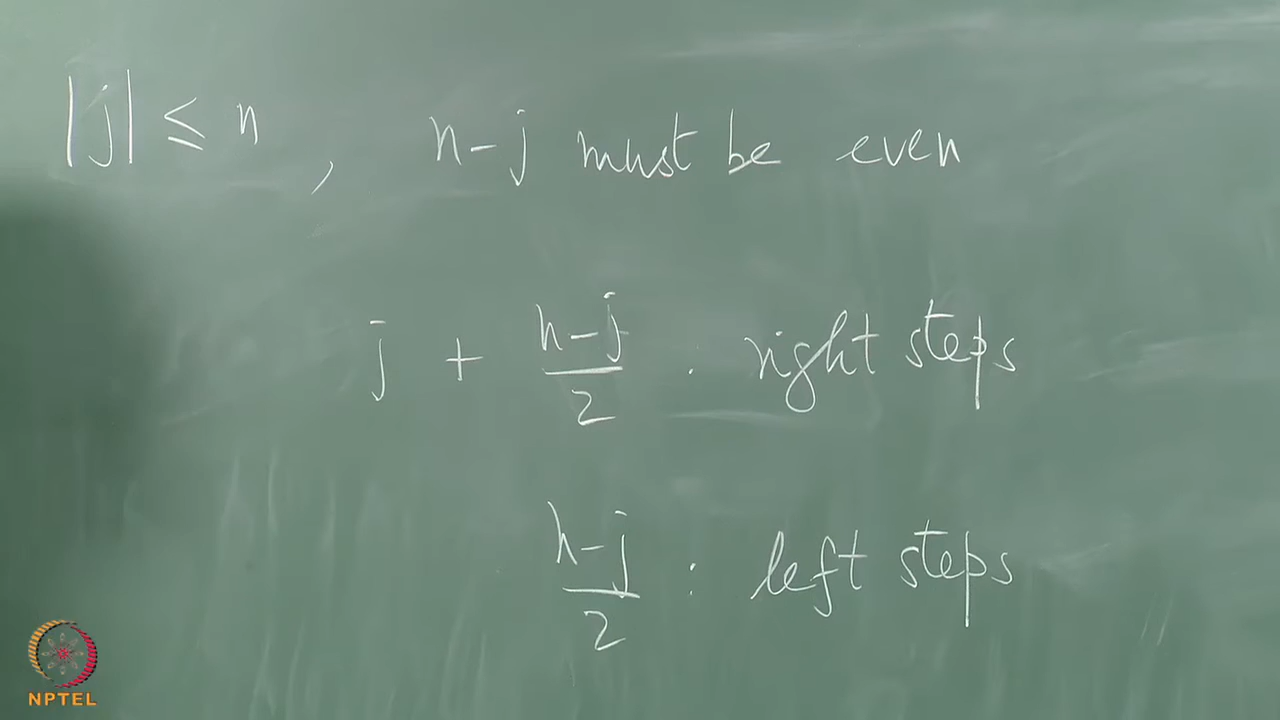 |j| ≤ n , n-j must be even
j + (n-j)/2 : right steps
(n-j)/2 : left steps
NPTEL